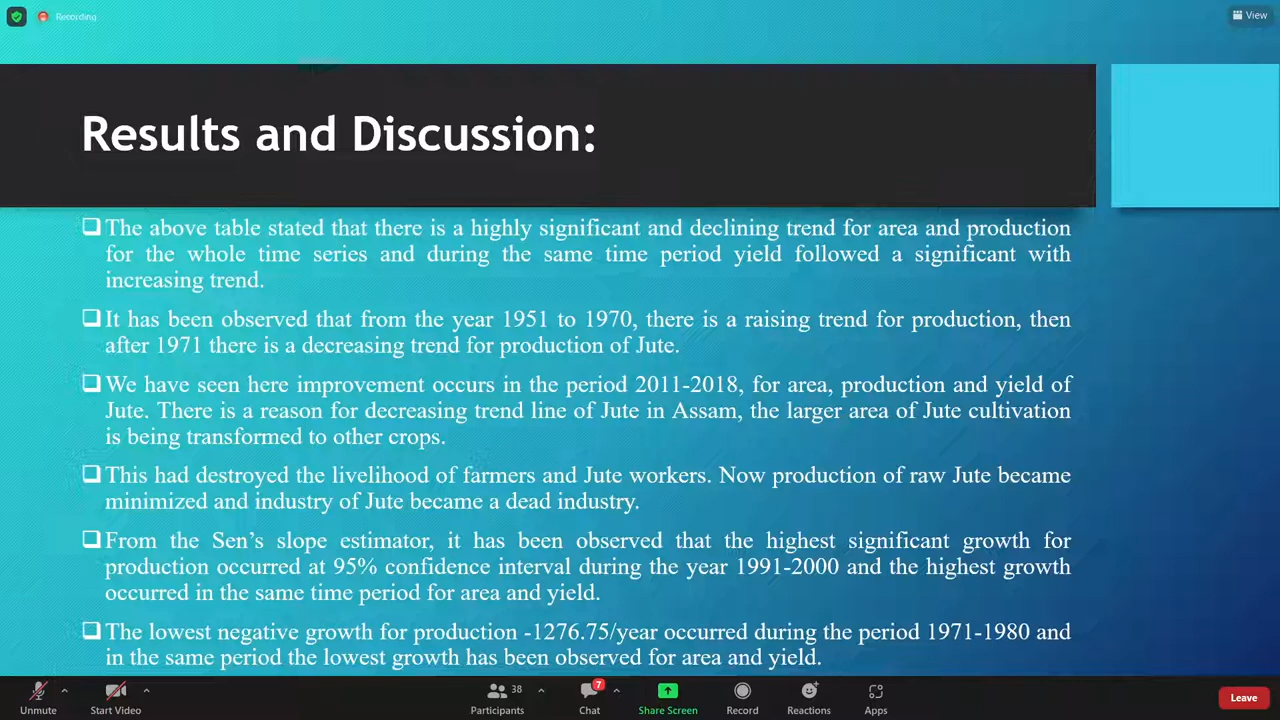 Recording
View
Results and Discussion:
The above table stated that there is a highly significant and declining trend for area and production
for the whole time series and during the same time period yield followed a significant with
increasing trend.
It has been observed that from the year 1951 to 1970, there is a raising trend for production, then
after 1971 there is a decreasing trend for production of Jute.
We have seen here improvement occurs in the period 2011-2018, for area, production and yield of
Jute. There is a reason for decreasing trend line of Jute in Assam, the larger area of Jute cultivation
is being transformed to other crops.
This had destroyed the livelihood of farmers and Jute workers. Now production of raw Jute became
minimized and industry of Jute became a dead industry.
From the Sen’s slope estimator, it has been observed that the highest significant growth for
production occurred at 95% confidence interval during the year 1991-2000 and the highest growth
occurred in the same time period for area and yield.
The lowest negative growth for production -1276.75/year occurred during the period 1971-1980 and
in the same period the lowest growth has been observed for area and yield.
38
7
Unmute
Start Video
Participants
Chat
Share Screen
Record
Reactions
Apps
Leave